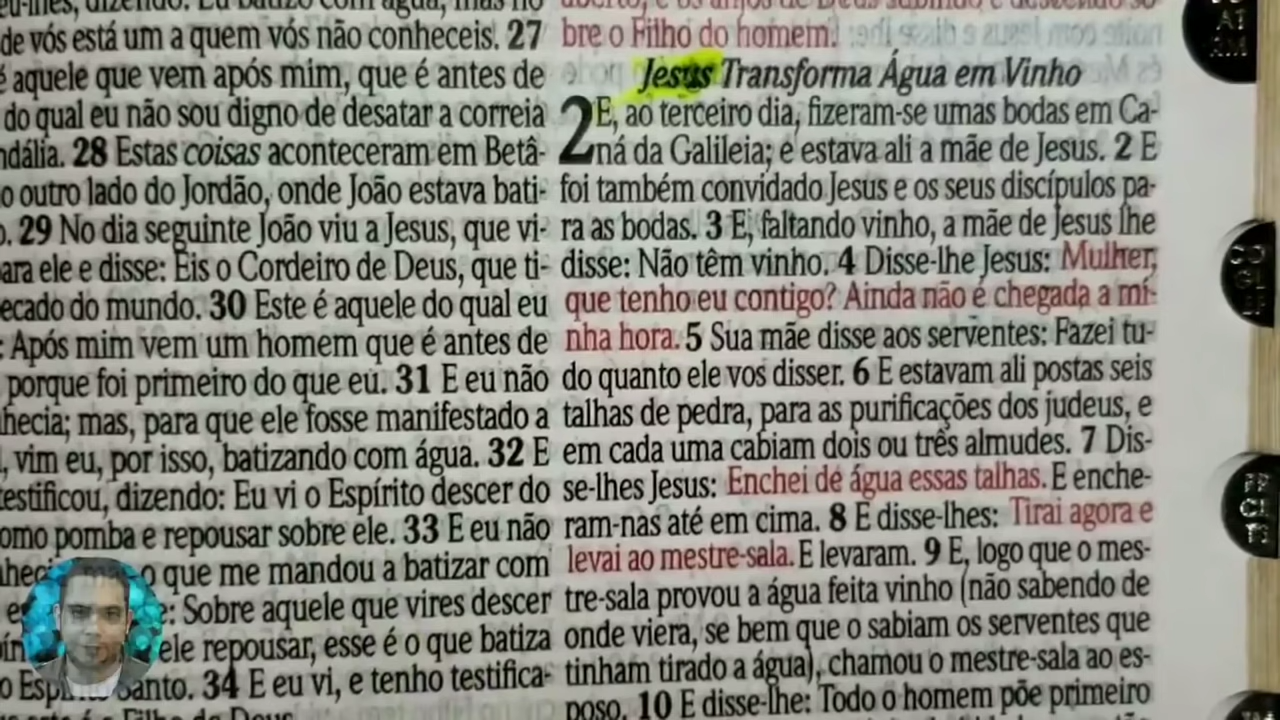 dizendo: Eu batizo com água, mas no
de vós está um a quem vós não conheceis. 27
é aquele que vem após mim, que é antes de
do qual eu não sou digno de desatar a correia
28 Estas coisas aconteceram em Betâ-
o outro lado do Jordão, onde João estava bati-
29 No dia seguinte João viu a Jesus, que vi-
ara ele e disse: Eis o Cordeiro de Deus, que ti-
ecado do mundo. 30 Este é aquele do qual eu
: Após mim vem um homem que é antes de
porque foi primeiro do que eu. 31 E eu não
hecia; mas, para que ele fosse manifestado a
, vim eu, por isso, batizando com água. 32 E
testificou, dizendo: Eu vi o Espírito descer do
omo pomba e repousar sobre ele. 33 E eu não
o que me mandou a batizar com
: Sobre aquele que vires descer
ele repousar, esse é o que batiza
o Espírito Santo. 34 E eu vi, e tenho testifica-
bre o Filho do homem.
Jesus Transforma Água em Vinho
2 E, ao terceiro dia, fizeram-se umas bodas em Ca-
ná da Galileia; e estava ali a mãe de Jesus. 2 E
foi também convidado Jesus e os seus discípulos pa-
ra as bodas. 3 E, faltando vinho, a mãe de Jesus lhe
disse: Não têm vinho. 4 Disse-lhe Jesus: Mulher,
que tenho eu contigo? Ainda não é chegada a mi-
nha hora. 5 Sua mãe disse aos serventes: Fazei tu-
do quanto ele vos disser. 6 E estavam ali postas seis
talhas de pedra, para as purificações dos judeus, e
em cada uma cabiam dois ou três almudes. 7 Dis-
se-lhes Jesus: Enchei de água essas talhas. E enche-
ram-nas até em cima. 8 E disse-lhes: Tirai agora e
levai ao mestre-sala. E levaram. 9 E, logo que o mes-
tre-sala provou a água feita vinho (não sabendo de
onde viera, se bem que o sabiam os serventes que
tinham tirado a água), chamou o mestre-sala ao es-
poso. 10 E disse-lhe: Todo o homem põe primeiro